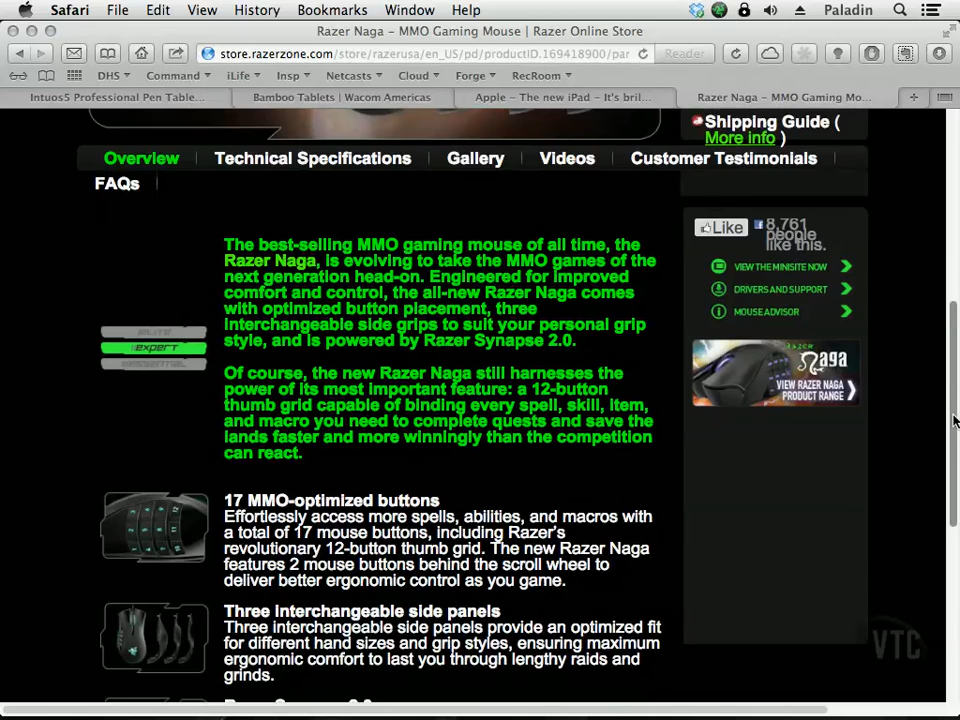 Safari File Edit View History Bookmarks Window Help Paladin
Razer Naga – MMO Gaming Mouse | Razer Online Store
store.razerzone.com/store/razerusa/en_US/pd/productID.169418900/par Reader
DHS Command iLife Insp Netcasts Cloud Forge RecRoom
Intuos5 Professional Pen Table... Bamboo Tablets | Wacom Americas Apple – The new iPad – It's bril... Razer Naga – MMO Gaming Mo...
Shipping Guide (
More info )
Overview Technical Specifications Gallery Videos Customer Testimonials
FAQs
The best-selling MMO gaming mouse of all time, the
Razer Naga, is evolving to take the MMO games of the
next generation head-on. Engineered for improved
comfort and control, the all-new Razer Naga comes
with optimized button placement, three
interchangeable side grips to suit your personal grip
style, and is powered by Razer Synapse 2.0.
ELITE
expert
ESSENTIAL
Of course, the new Razer Naga still harnesses the
power of its most important feature: a 12-button
thumb grid capable of binding every spell, skill, item,
and macro you need to complete quests and save the
lands faster and more winningly than the competition
can react.
17 MMO-optimized buttons
Effortlessly access more spells, abilities, and macros with
a total of 17 mouse buttons, including Razer's
revolutionary 12-button thumb grid. The new Razer Naga
features 2 mouse buttons behind the scroll wheel to
deliver better ergonomic control as you game.
Three interchangeable side panels
Three interchangeable side panels provide an optimized fit
for different hand sizes and grip styles, ensuring maximum
ergonomic comfort to last you through lengthy raids and
grinds.
Like 8,761
people
like this.
VIEW THE MINISITE NOW
DRIVERS AND SUPPORT
MOUSE ADVISOR
RAZER
Naga
VIEW RAZER NAGA
PRODUCT RANGE
VTC